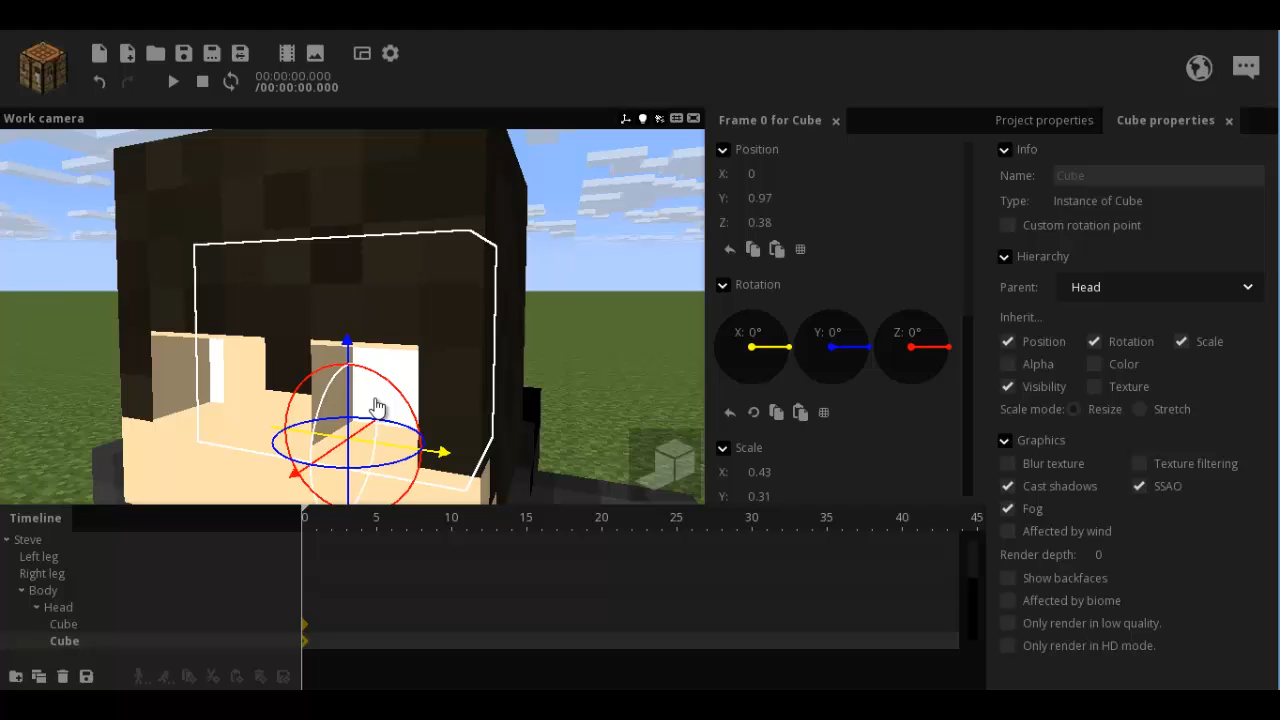 00:00:00.000
/00:00:00.000
Work camera
Frame 0 for Cube
Project properties
Cube properties
Position
X: 0
Y: 0.97
Z: 0.38
Rotation
X: 0° Y: 0° Z: 0°
Scale
X: 0.43
Y: 0.31
Info
Name: Cube
Type: Instance of Cube
Custom rotation point
Hierarchy
Parent: Head
Inherit...
Position Rotation Scale
Alpha Color
Visibility Texture
Scale mode: Resize Stretch
Graphics
Blur texture Texture filtering
Cast shadows SSAO
Fog
Affected by wind
Render depth: 0
Show backfaces
Affected by biome
Only render in low quality.
Only render in HD mode.
Timeline
0 5 10 15 20 25 30 35 40 45
Steve
Left leg
Right leg
Body
Head
Cube
Cube